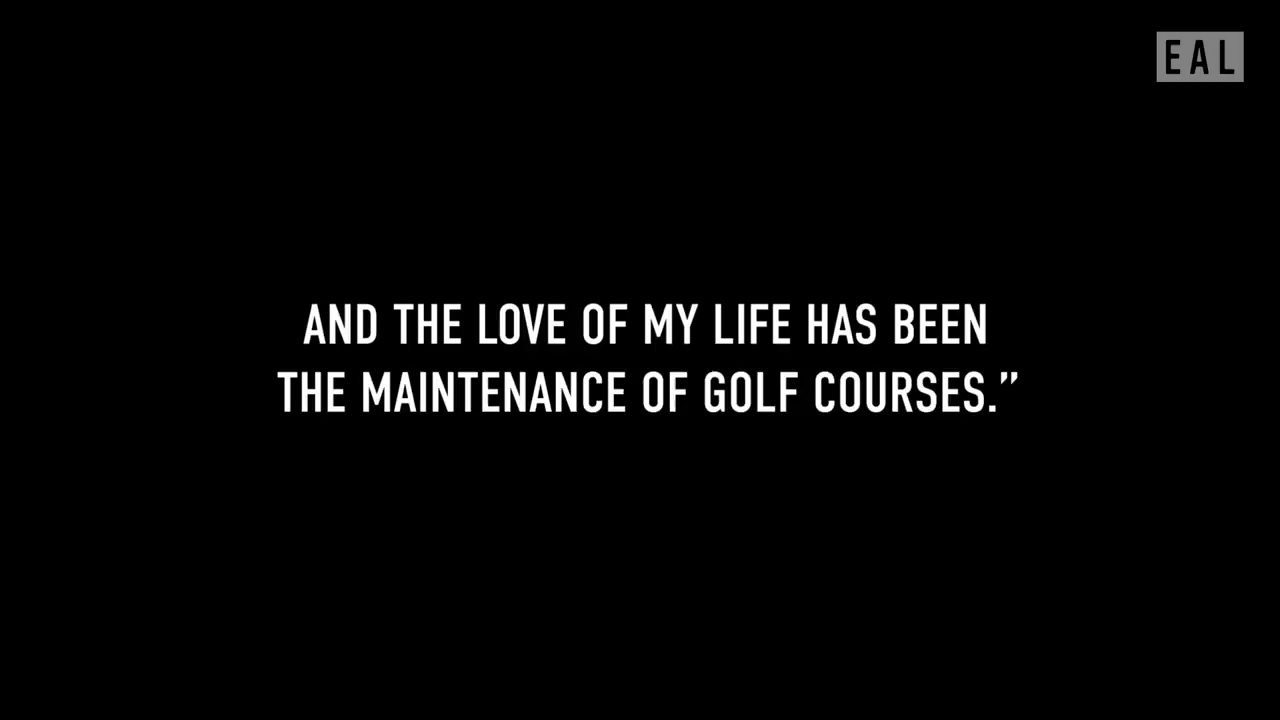 EAL
AND THE LOVE OF MY LIFE HAS BEEN
THE MAINTENANCE OF GOLF COURSES.”